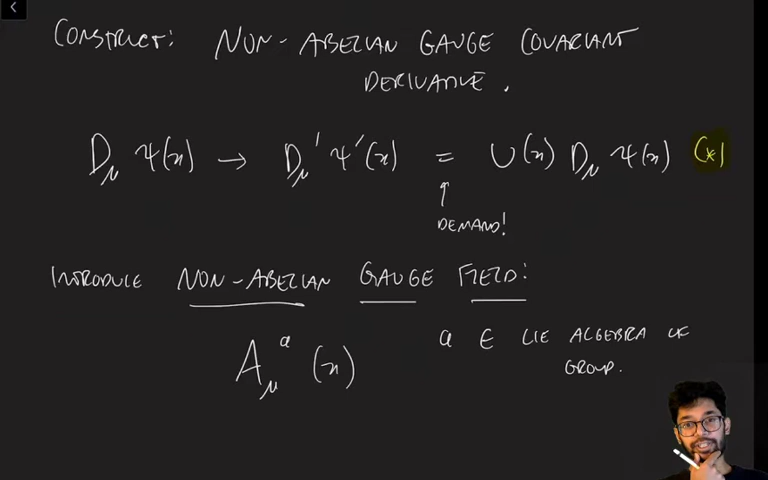 CONSTRUCT: NON-ABELIAN GAUGE COVARIANT
DERIVATIVE.
D_μ ψ(x) → D_μ' ψ'(x) = U(x) D_μ ψ(x) (*)
↑
DEMAND!
INTRODUCE NON-ABELIAN GAUGE FIELD:
A_μ^a (x)
a ∈ LIE ALGEBRA OF
GROUP.